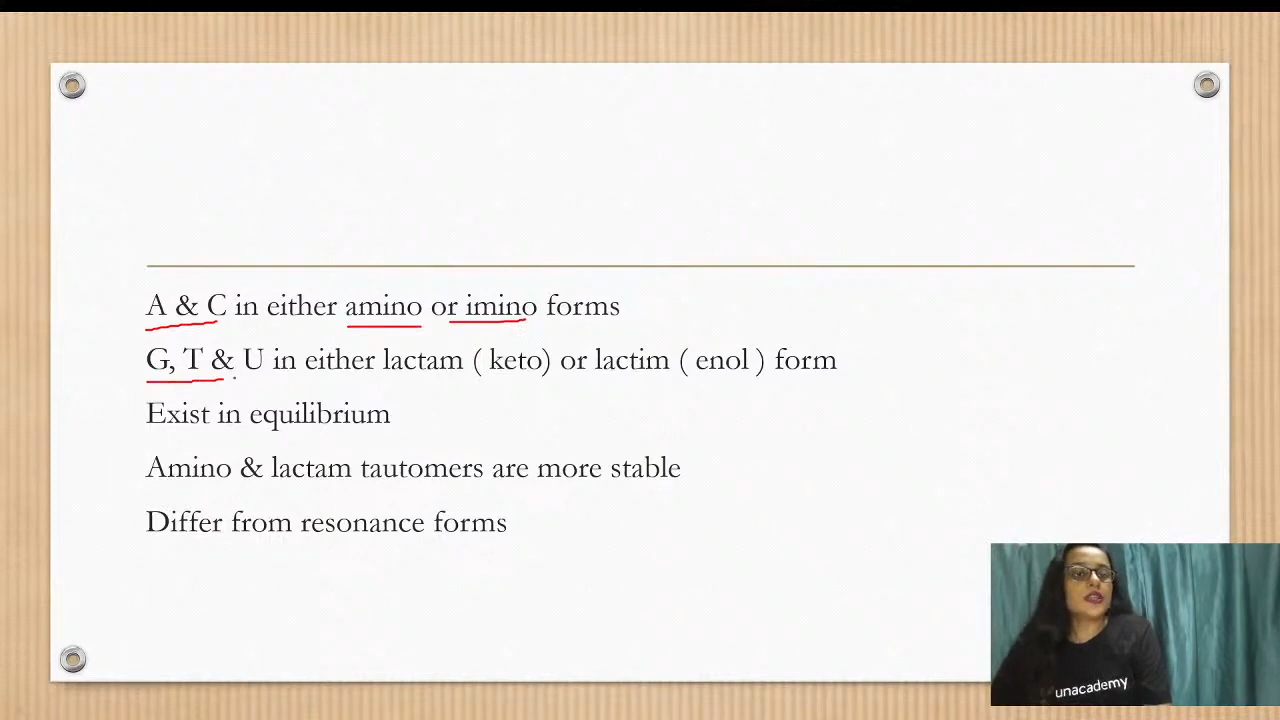 A & C in either amino or imino forms
G, T & U in either lactam ( keto) or lactim ( enol ) form
Exist in equilibrium
Amino & lactam tautomers are more stable
Differ from resonance forms
unacademy